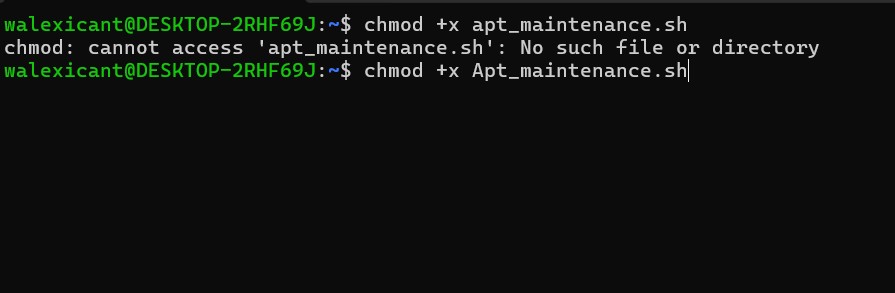 walexicant@DESKTOP-2RHF69J:~$ chmod +x apt_maintenance.sh
chmod: cannot access 'apt_maintenance.sh': No such file or directory
walexicant@DESKTOP-2RHF69J:~$ chmod +x Apt_maintenance.sh